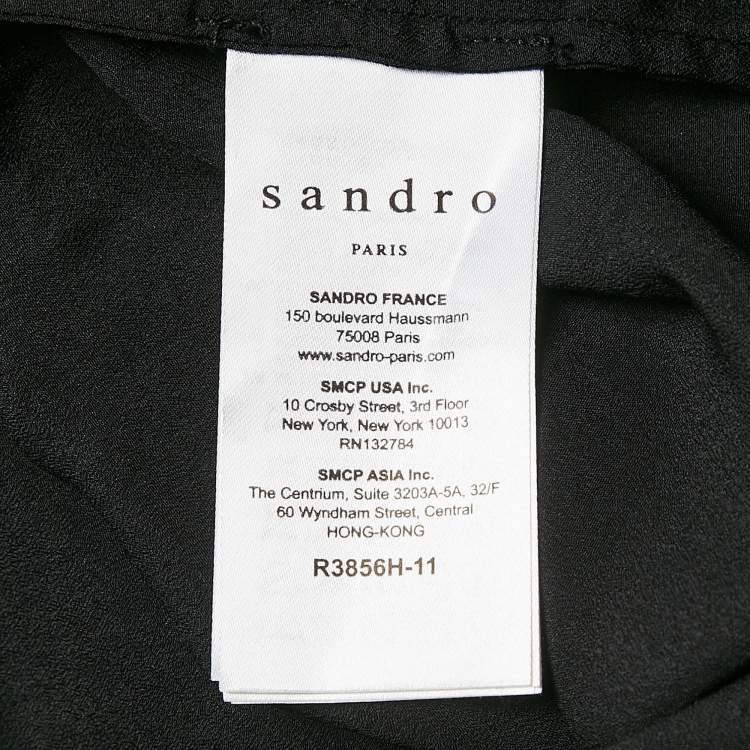 sandro
PARIS
SANDRO FRANCE
150 boulevard Haussmann
75008 Paris
www.sandro-paris.com
SMCP USA Inc.
10 Crosby Street, 3rd Floor
New York, New York 10013
RN132784
SMCP ASIA Inc.
The Centrium, Suite 3203A-5A, 32/F
60 Wyndham Street, Central
HONG-KONG
R3856H-11